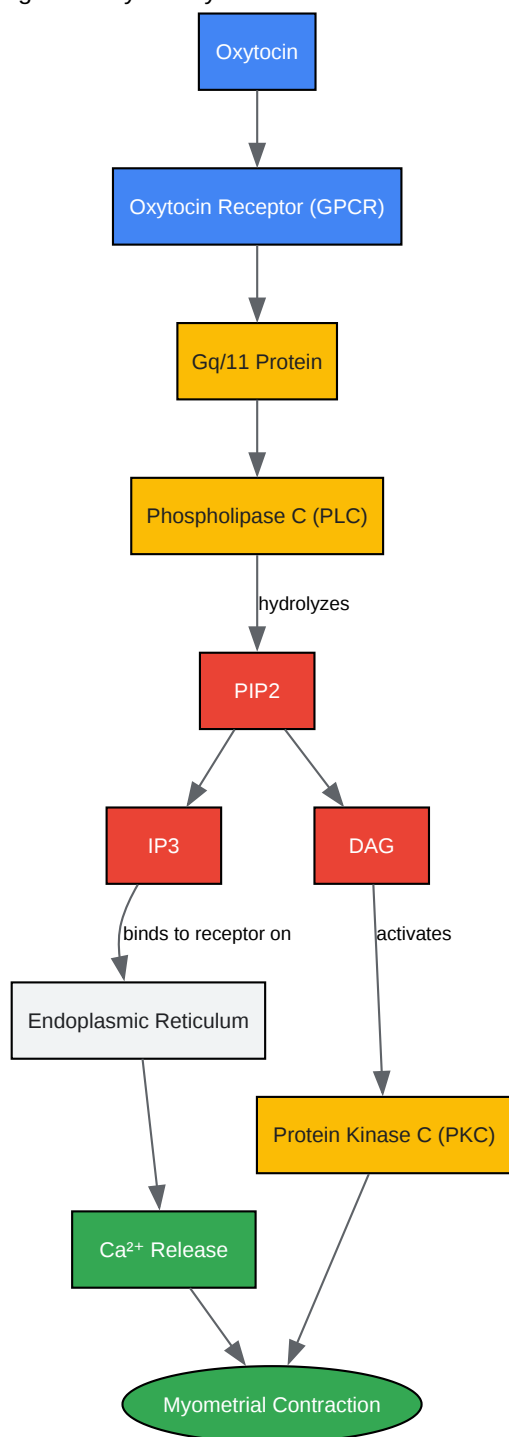 Oxytocin
Oxytocin Receptor (GPCR)
Gq/11 Protein
Phospholipase C (PLC)
hydrolyzes
PIP2
IP3
DAG
binds to receptor on
activates
Endoplasmic Reticulum
Protein Kinase C (PKC)
Ca²⁺ Release
Myometrial Contraction